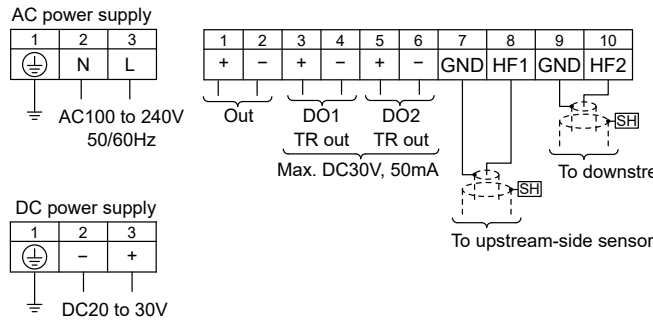 AC power supply
1 2 3
N L
AC100 to 240V
50/60Hz
1 2 3 4 5 6 7 8 9 10
+ − + − + − GND HF1 GND HF2
Out DO1 DO2
TR out TR out
Max. DC30V, 50mA
SH
To downstre
SH
To upstream-side sensor
DC power supply
1 2 3
− +
DC20 to 30V